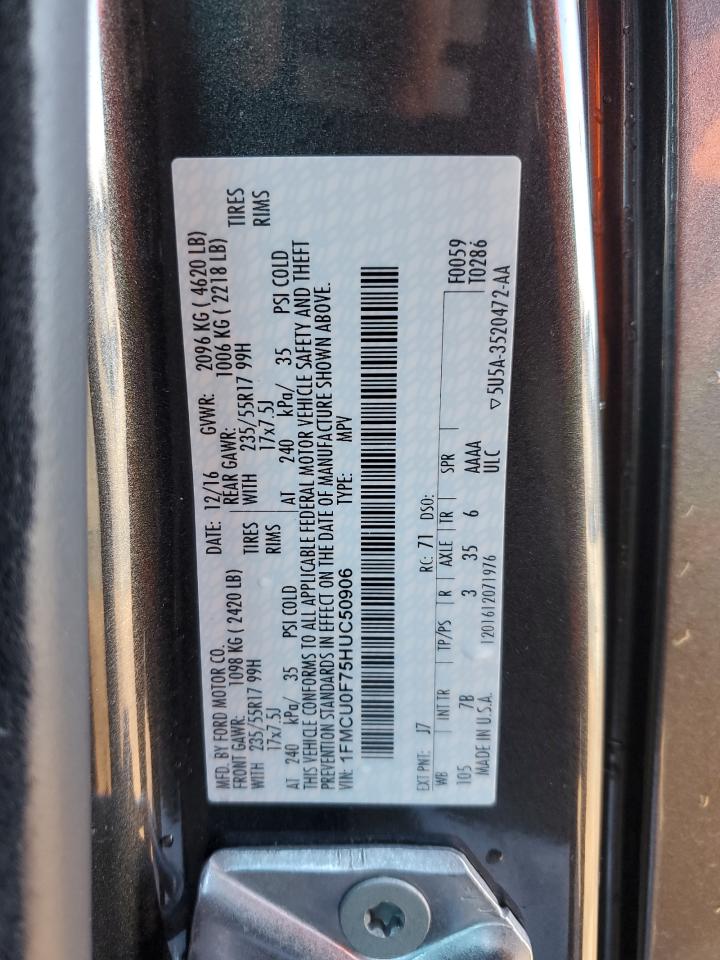 MFD. BY FORD MOTOR CO. DATE: 12/16 GVWR: 2096 KG ( 4620 LB)
FRONT GAWR: 1098 KG ( 2420 LB) REAR GAWR: 1006 KG ( 2218 LB)
WITH 235/55R17 99H TIRES WITH 235/55R17 99H TIRES
17x7.5J RIMS 17x7.5J RIMS
AT 240 kPa/ 35 PSI COLD AT 240 kPa/ 35 PSI COLD
THIS VEHICLE CONFORMS TO ALL APPLICABLE FEDERAL MOTOR VEHICLE SAFETY AND THEFT
PREVENTION STANDARDS IN EFFECT ON THE DATE OF MANUFACTURE SHOWN ABOVE.
VIN: 1FMCU0F75HUC50906 TYPE: MPV
EXT PNT: J7 RC: 71 DSO: F0059
WB INT TR TP/PS R AXLE TR SPR T0286
105 7B 3 35 6 AAAA
MADE IN U.S.A. 1201612071976 ULC ▽5U5A-3520472-AA